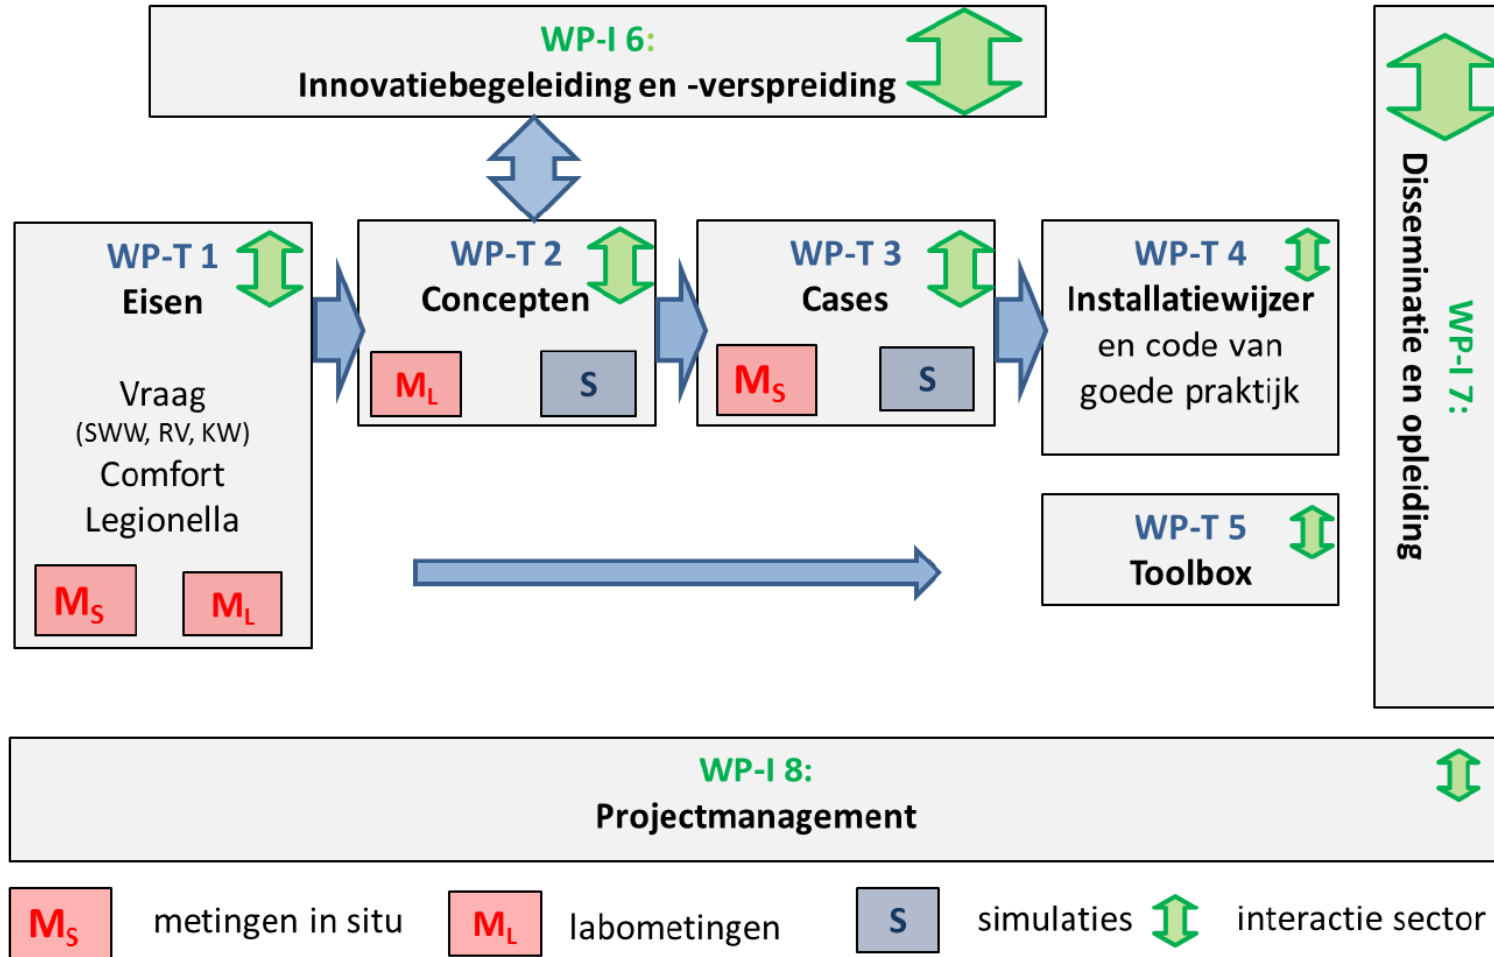 WP-I 6:
Innovatiebegeleiding en -verspreiding
WP-T 1
Eisen
Vraag
(SWW, RV, KW)
Comfort
Legionella
MS
ML
WP-T 2
Concepten
ML
S
WP-T 3
Cases
MS
S
WP-T 4
Installatiewijzer
en code van
goede praktijk
WP-T 5
Toolbox
WP-I 7:
Disseminatie en opleiding
WP-I 8:
Projectmanagement
MS metingen in situ
ML labometingen
S simulaties
interactie sector